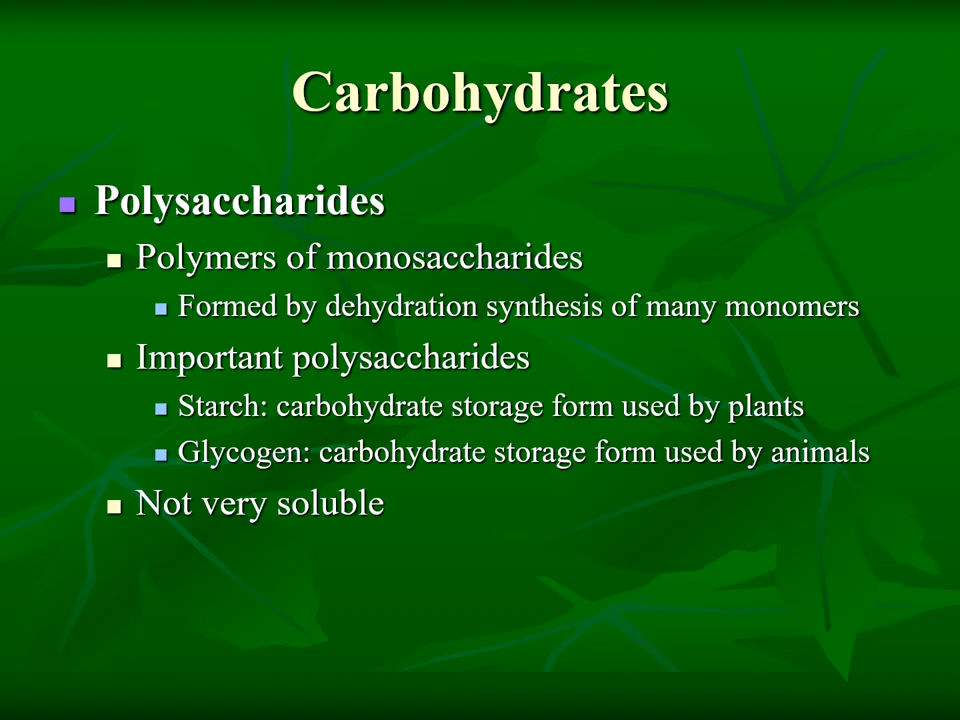 Carbohydrates
Polysaccharides
Polymers of monosaccharides
Formed by dehydration synthesis of many monomers
Important polysaccharides
Starch: carbohydrate storage form used by plants
Glycogen: carbohydrate storage form used by animals
Not very soluble